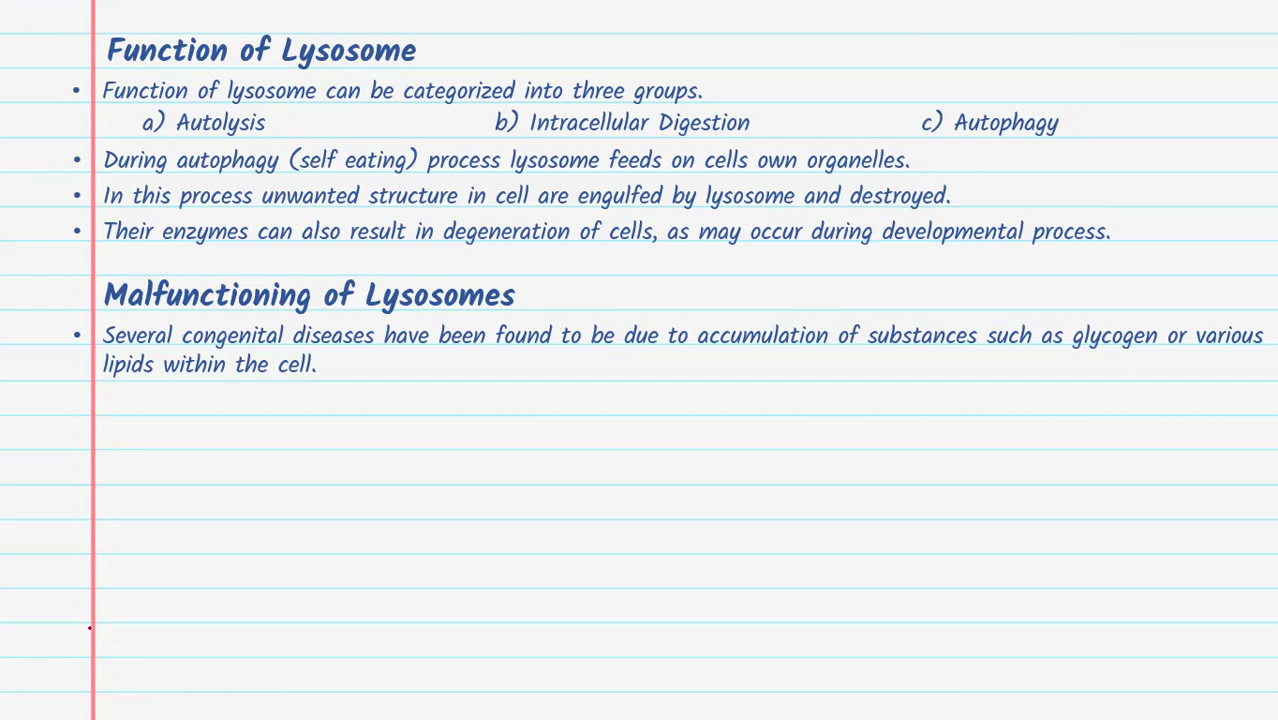 Function of Lysosome
• Function of lysosome can be categorized into three groups.
a) Autolysis b) Intracellular Digestion c) Autophagy
• During autophagy (self eating) process lysosome feeds on cells own organelles.
• In this process unwanted structure in cell are engulfed by lysosome and destroyed.
• Their enzymes can also result in degeneration of cells, as may occur during developmental process.
Malfunctioning of Lysosomes
• Several congenital diseases have been found to be due to accumulation of substances such as glycogen or various
lipids within the cell.